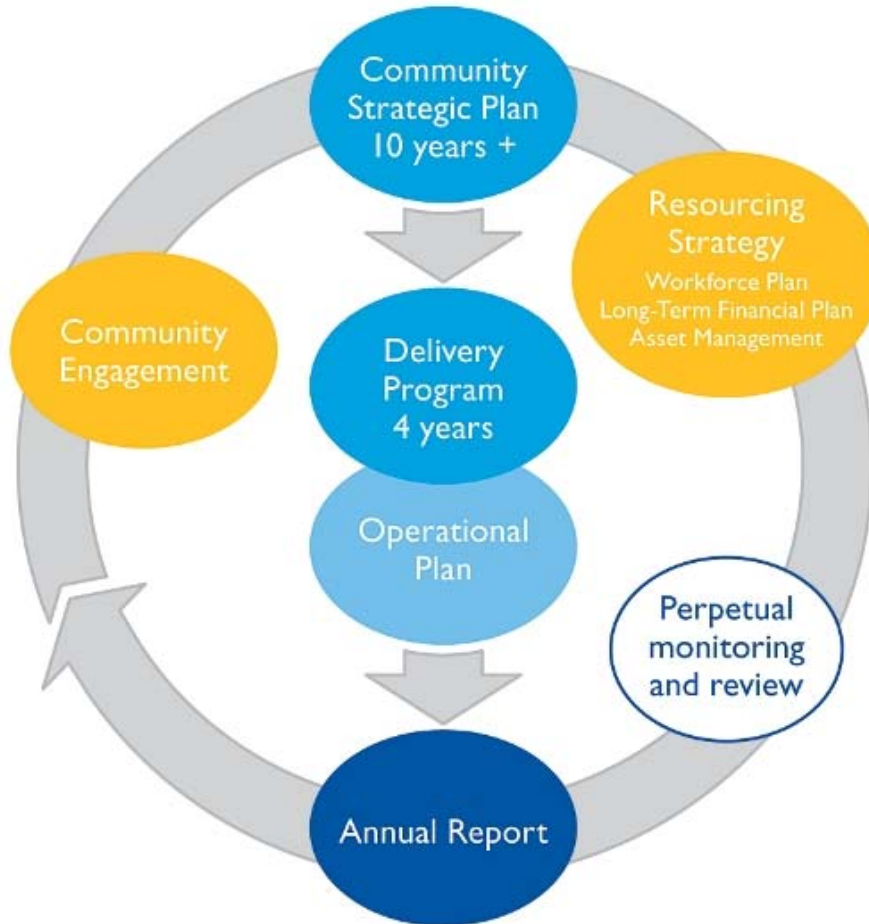 Community
Strategic Plan
10 years +
Resourcing
Strategy
Workforce Plan
Long-Term Financial Plan
Asset Management
Community
Engagement
Delivery
Program
4 years
Operational
Plan
Perpetual
monitoring
and review
Annual Report